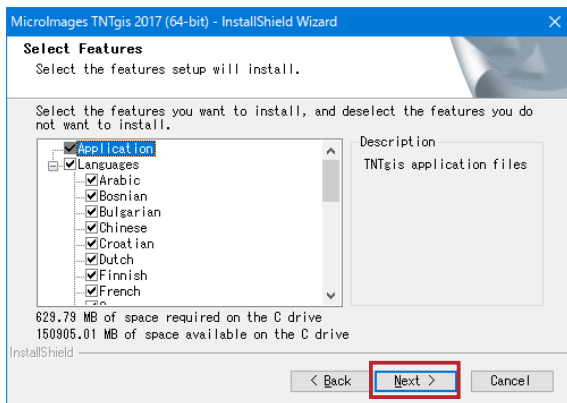 MicroImages TNTgis 2017 (64-bit) - InstallShield Wizard
Select Features
Select the features setup will install.
Select the features you want to install, and deselect the features you do
not want to install.
Application
Languages
Arabic
Bosnian
Bulgarian
Chinese
Croatian
Dutch
Finnish
French
Description
TNTgis application files
629.79 MB of space required on the C drive
150905.01 MB of space available on the C drive
InstallShield
< Back
Next >
Cancel